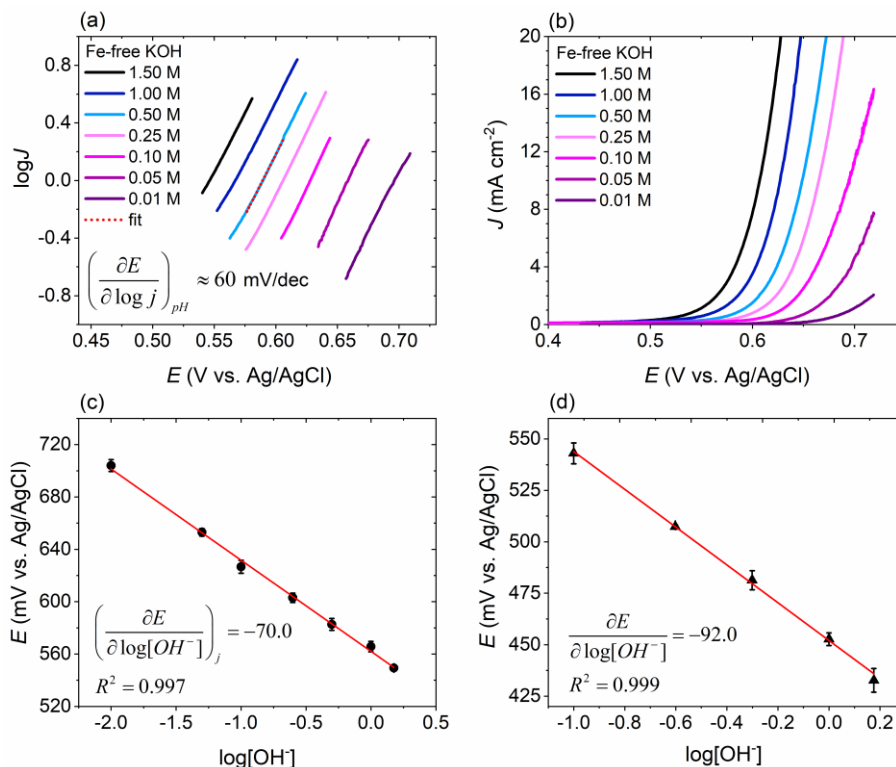 (a)
Fe-free KOH
1.50 M
1.00 M
0.50 M
0.25 M
0.10 M
0.05 M
0.01 M
fit
(∂E/∂log j)pH ≈ 60 mV/dec
logJ
0.8
0.4
0.0
-0.4
-0.8
0.45 0.50 0.55 0.60 0.65 0.70
E (V vs. Ag/AgCl)
(b)
Fe-free KOH
1.50 M
1.00 M
0.50 M
0.25 M
0.10 M
0.05 M
0.01 M
J (mA cm-2)
20
16
12
8
4
0
0.4 0.5 0.6 0.7
E (V vs. Ag/AgCl)
(c)
E (mV vs. Ag/AgCl)
720
680
640
600
560
520
(∂E/∂log[OH⁻])j = −70.0
R² = 0.997
-2.0 -1.5 -1.0 -0.5 0.0
log[OH-]
(d)
E (mV vs. Ag/AgCl)
550
525
500
475
450
425
∂E/∂log[OH⁻] = −92.0
R² = 0.999
-1.0 -0.8 -0.6 -0.4 -0.2 0.0 0.2
log[OH-]